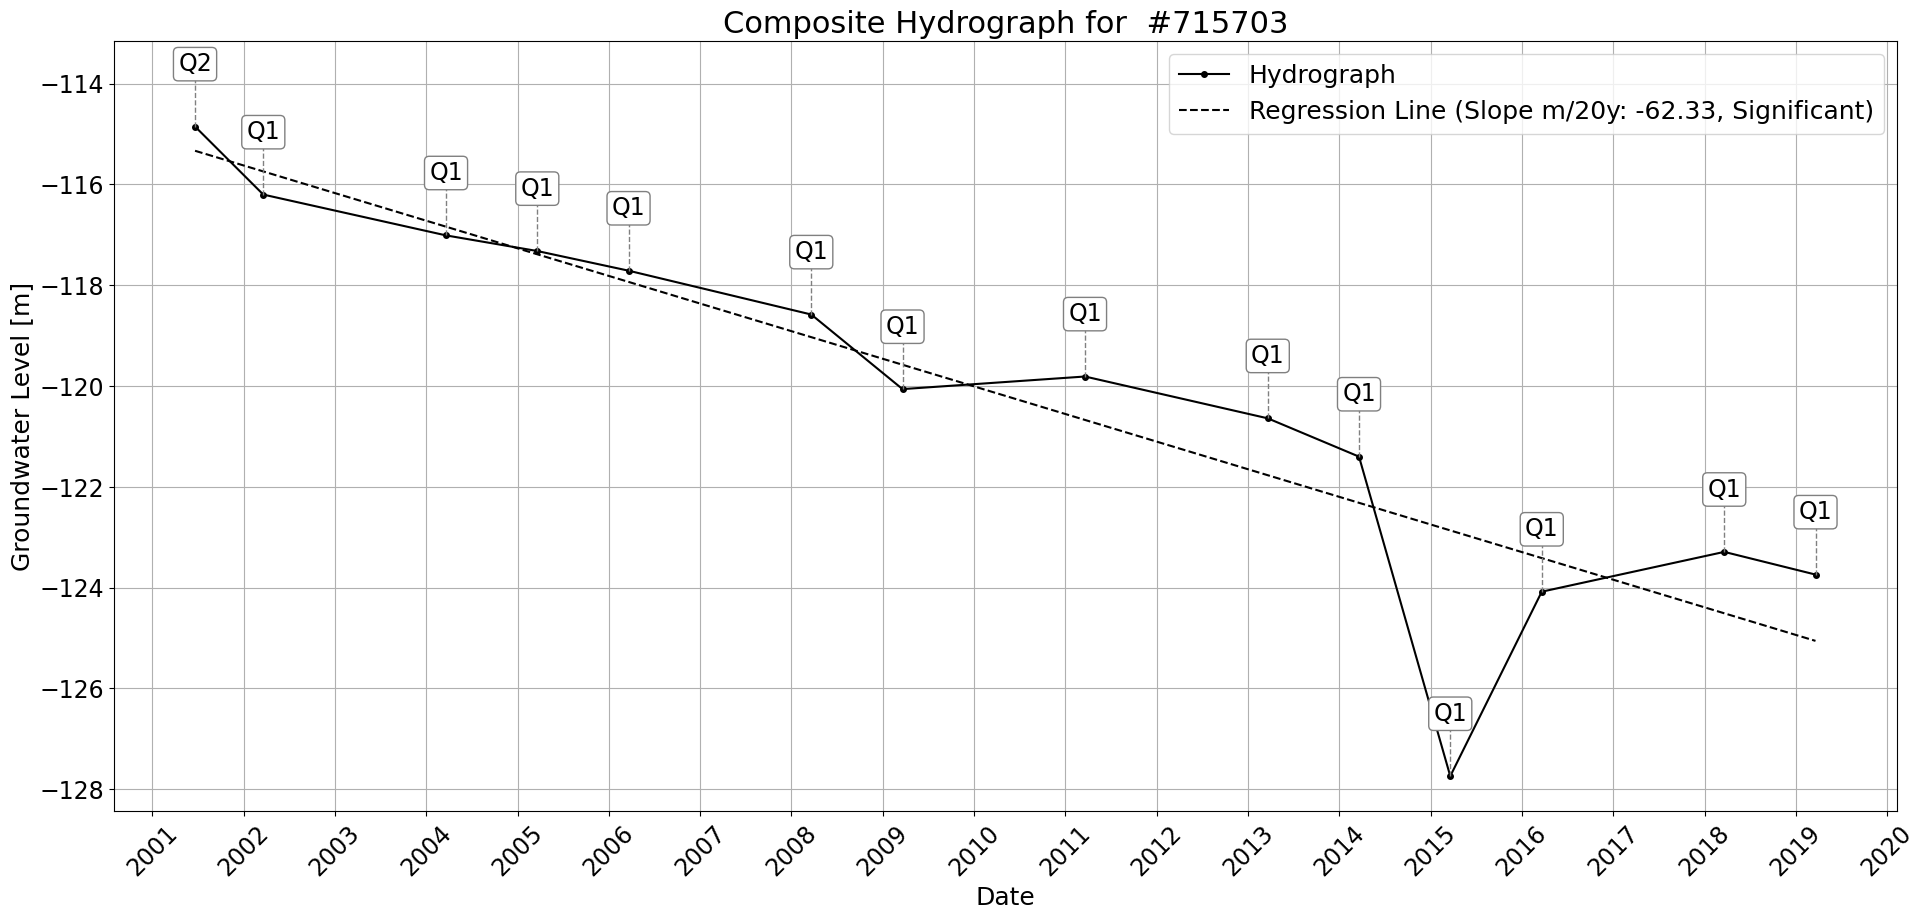 Composite Hydrograph for #715703
Hydrograph
Regression Line (Slope m/20y: -62.33, Significant)
Groundwater Level [m]
−114
−116
−118
−120
−122
−124
−126
−128
Q2
Q1
Q1
Q1
Q1
Q1
Q1
Q1
Q1
Q1
Q1
Q1
Q1
Q1
2001
2002
2003
2004
2005
2006
2007
2008
2009
2010
2011
2012
2013
2014
2015
2016
2017
2018
2019
2020
Date